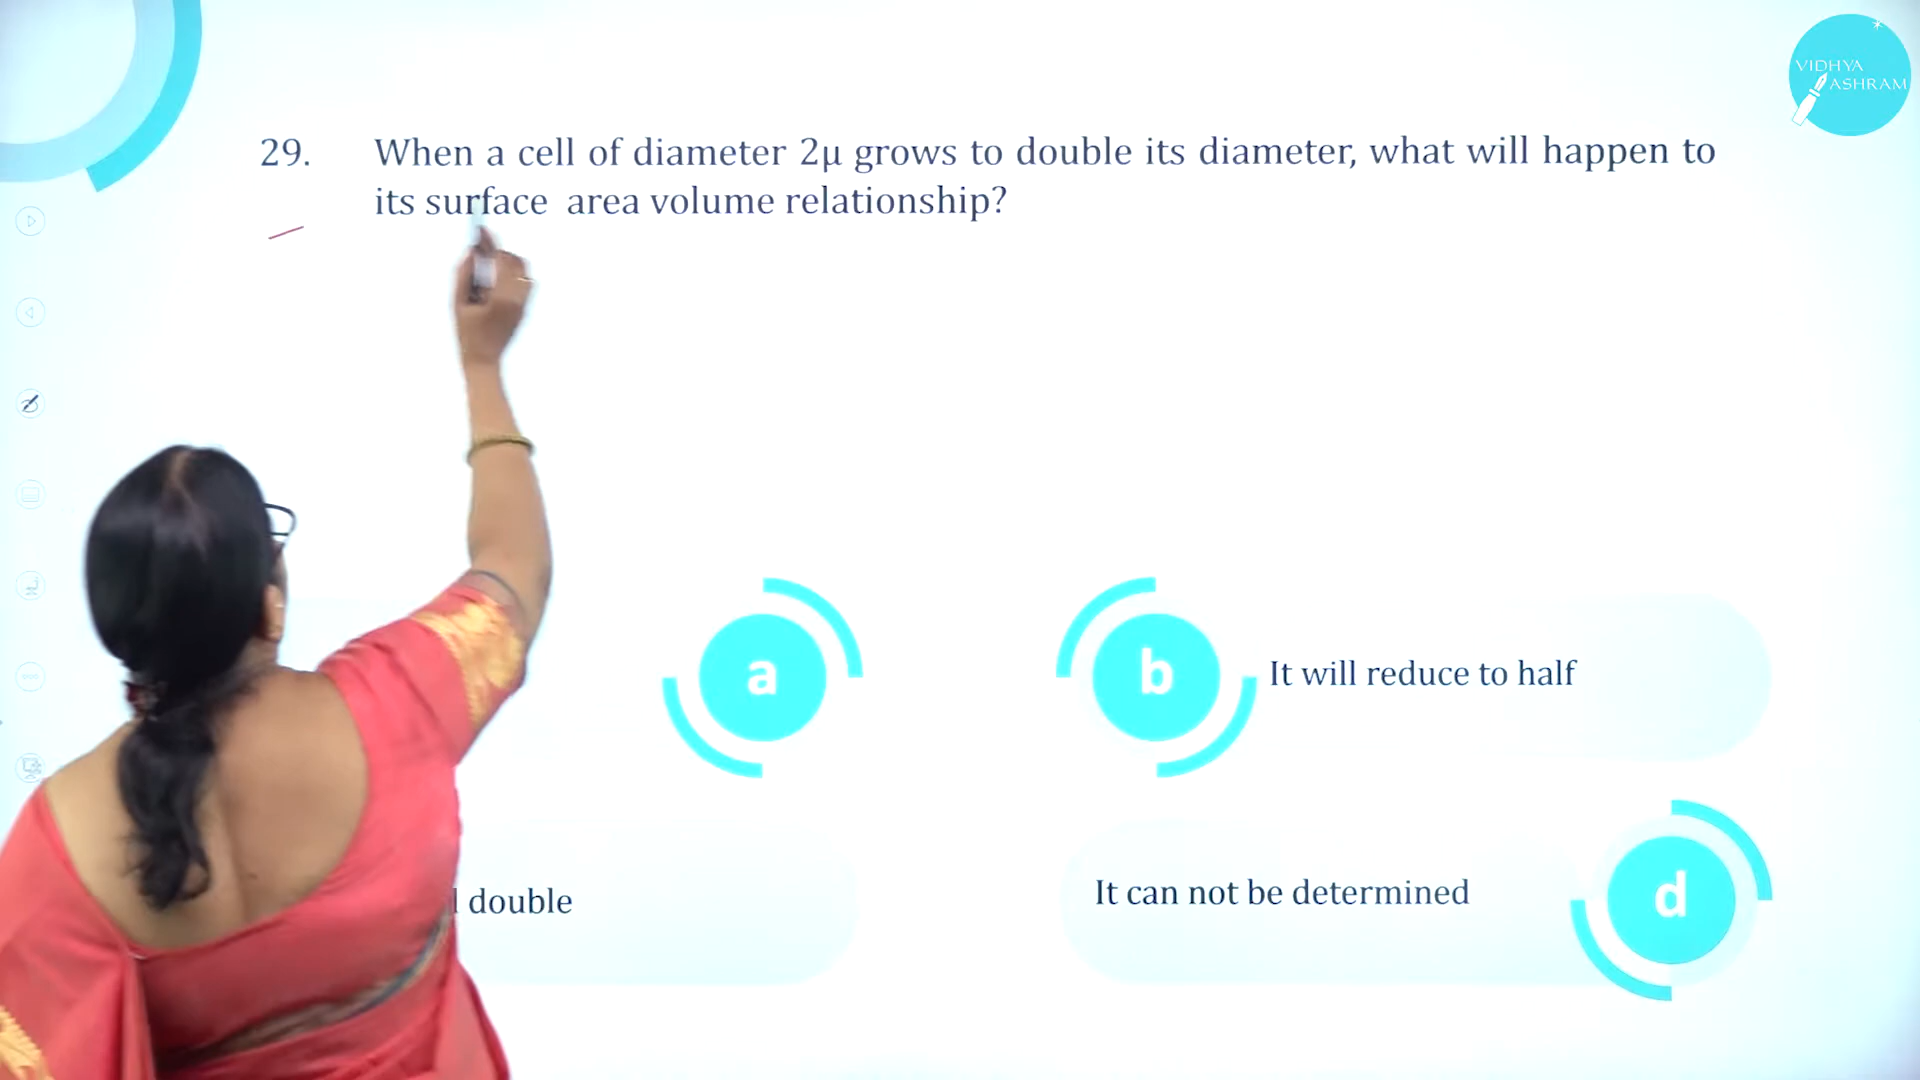 VIDHYA
ASHRAM
29. When a cell of diameter 2μ grows to double its diameter, what will happen to
its surface area volume relationship?
a
b It will reduce to half
double
It can not be determined d